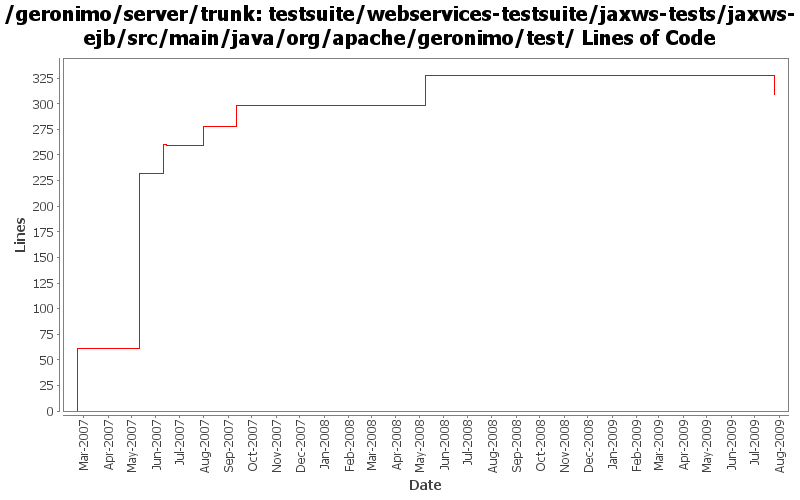 /geronimo/server/trunk: testsuite/webservices-testsuite/jaxws-tests/jaxws-
ejb/src/main/java/org/apache/geronimo/test/ Lines of Code
325
300
275
250
225
200
175
150
125
100
75
50
25
0
Lines
Mar-2007
Apr-2007
May-2007
Jun-2007
Jul-2007
Aug-2007
Sep-2007
Oct-2007
Nov-2007
Dec-2007
Jan-2008
Feb-2008
Mar-2008
Apr-2008
May-2008
Jun-2008
Jul-2008
Aug-2008
Sep-2008
Oct-2008
Nov-2008
Dec-2008
Jan-2009
Feb-2009
Mar-2009
Apr-2009
May-2009
Jun-2009
Jul-2009
Aug-2009
Date